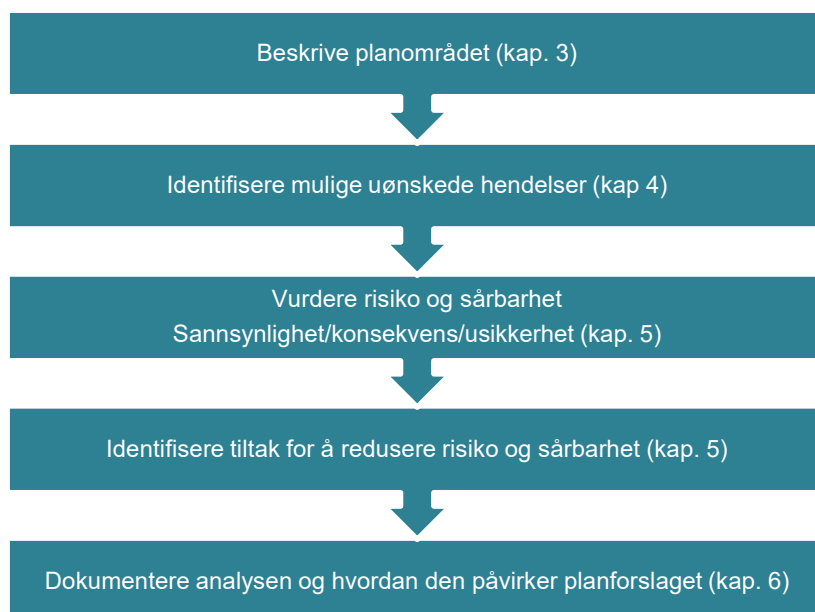 Beskrive planområdet (kap. 3)
Identifisere mulige uønskede hendelser (kap 4)
Vurdere risiko og sårbarhet
Sannsynlighet/konsekvens/usikkerhet (kap. 5)
Identifisere tiltak for å redusere risiko og sårbarhet (kap. 5)
Dokumentere analysen og hvordan den påvirker planforslaget (kap. 6)